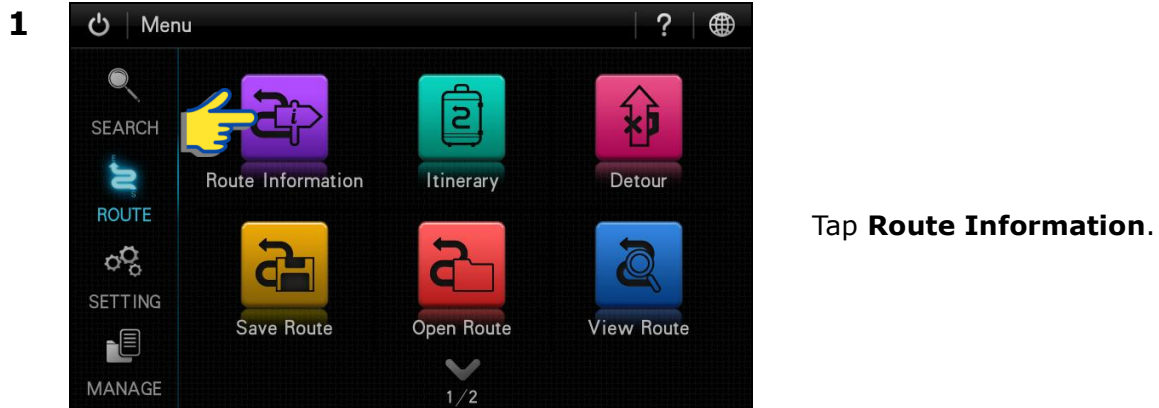 1
Menu
?
SEARCH
Route Information
Itinerary
Detour
ROUTE
Tap Route Information.
SETTING
Save Route
Open Route
View Route
MANAGE
1/2